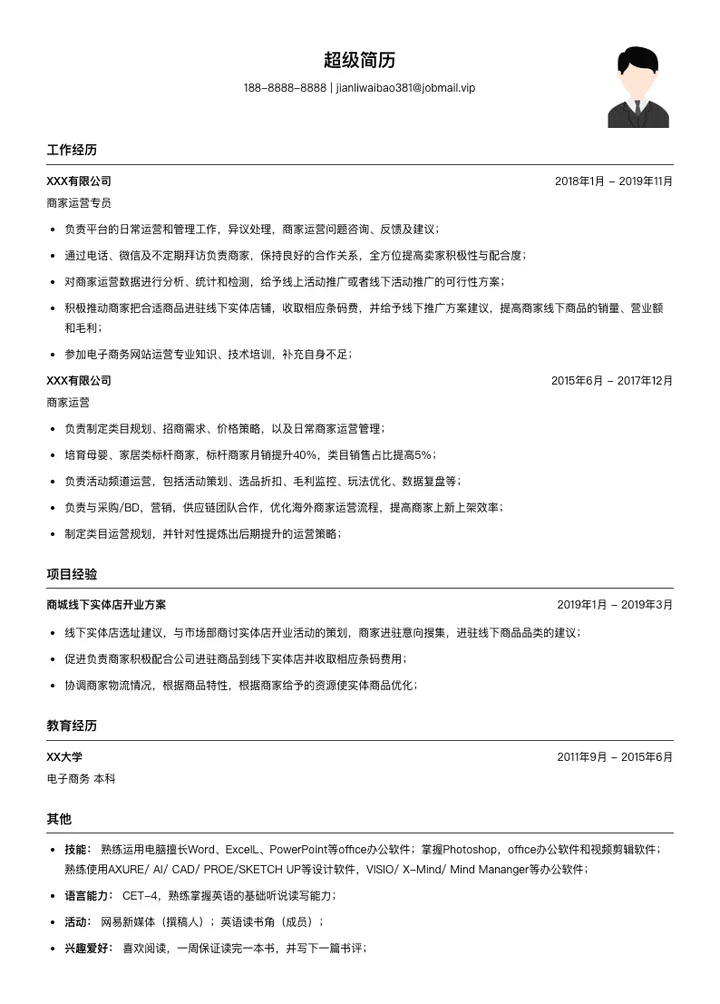 超级简历
188-8888-8888 | jianliwaibao381@jobmail.vip
工作经历
XXX有限公司 2018年1月 – 2019年11月
商家运营专员
• 负责平台的日常运营和管理工作，异议处理，商家运营问题咨询、反馈及建议；
• 通过电话、微信及不定期拜访负责商家，保持良好的合作关系，全方位提高卖家积极性与配合度；
• 对商家运营数据进行分析、统计和检测，给予线上活动推广或者线下活动推广的可行性方案；
• 积极推动商家把合适商品进驻线下实体店铺，收取相应条码费，并给予线下推广方案建议，提高商家线下商品的销量、营业额
和毛利；
• 参加电子商务网站运营专业知识、技术培训，补充自身不足；
XXX有限公司 2015年6月 – 2017年12月
商家运营
• 负责制定类目规划、招商需求、价格策略，以及日常商家运营管理；
• 培育母婴、家居类标杆商家，标杆商家月销提升40%，类目销售占比提高5%；
• 负责活动频道运营，包括活动策划、选品折扣、毛利监控、玩法优化、数据复盘等；
• 负责与采购/BD，营销，供应链团队合作，优化海外商家运营流程，提高商家上新上架效率；
• 制定类目运营规划，并针对性提炼出后期提升的运营策略；
项目经验
商城线下实体店开业方案 2019年1月 – 2019年3月
• 线下实体店选址建议，与市场部商讨实体店开业活动的策划，商家进驻意向搜集，进驻线下商品品类的建议；
• 促进负责商家积极配合公司进驻商品到线下实体店并收取相应条码费用；
• 协调商家物流情况，根据商品特性，根据商家给予的资源使实体商品优化；
教育经历
XX大学 2011年9月 – 2015年6月
电子商务 本科
其他
• 技能： 熟练运用电脑擅长Word、ExcelL、PowerPoint等office办公软件；掌握Photoshop，office办公软件和视频剪辑软件；
熟练使用AXURE/ AI/ CAD/ PROE/SKETCH UP等设计软件，VISIO/ X-Mind/ Mind Mananger等办公软件；
• 语言能力： CET-4，熟练掌握英语的基础听说读写能力；
• 活动： 网易新媒体（撰稿人）；英语读书角（成员）；
• 兴趣爱好： 喜欢阅读，一周保证读完一本书，并写下一篇书评；